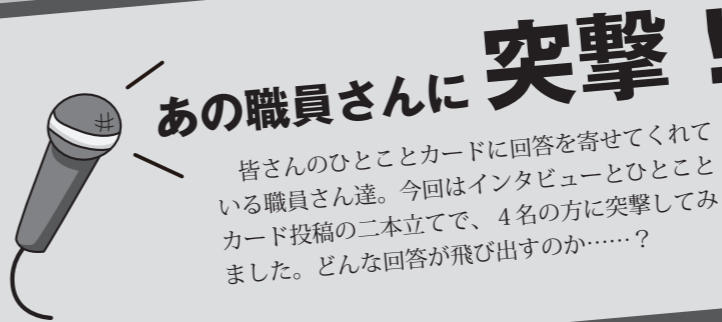 あの職員さんに突撃！
皆さんのひとことカードに回答を寄せてくれて
いる職員さん達。今回はインタビューとひとこと
カード投稿の二本立てで、４名の方に突撃してみ
ました。どんな回答が飛び出すのか……？